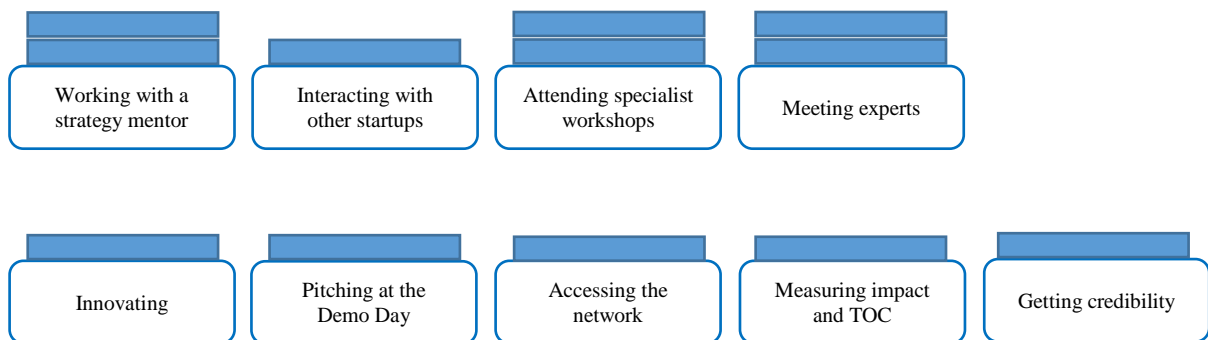 Working with a
strategy mentor
Interacting with
other startups
Attending specialist
workshops
Meeting experts
Innovating
Pitching at the
Demo Day
Accessing the
network
Measuring impact
and TOC
Getting credibility